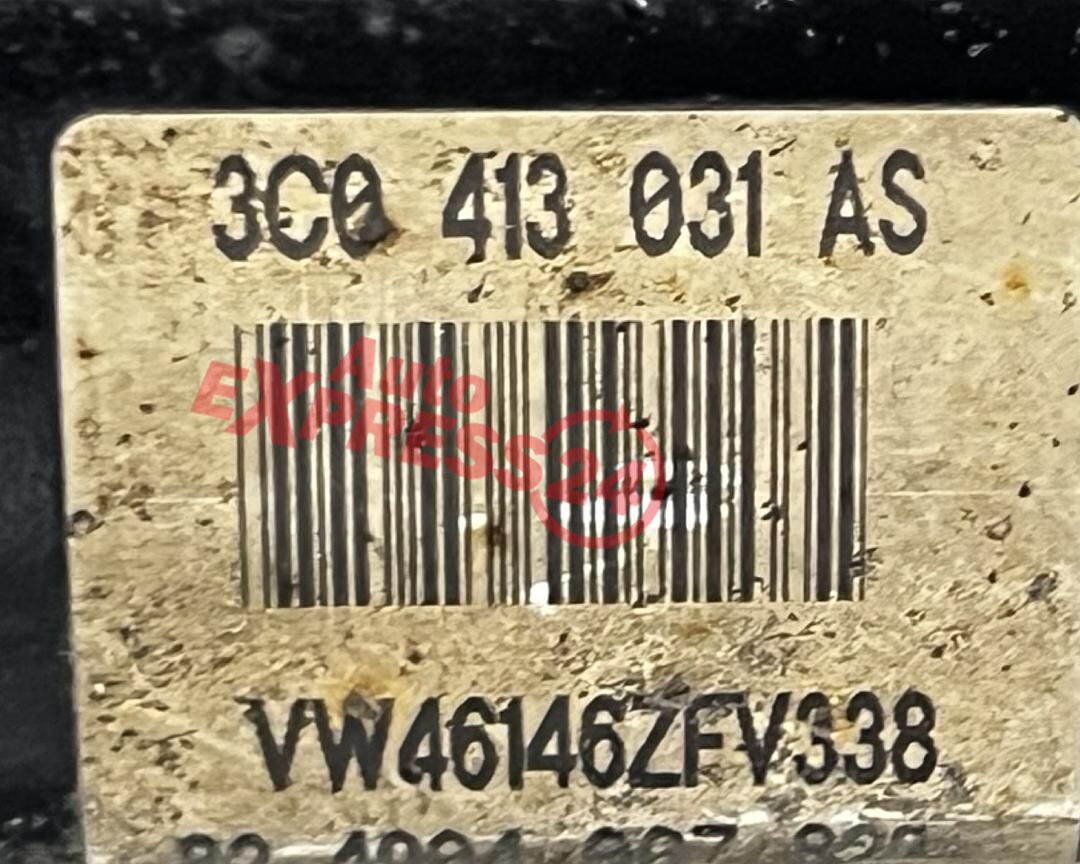 3C0 413 031 AS
Auto
EXPRESS24
VW46146ZFV338